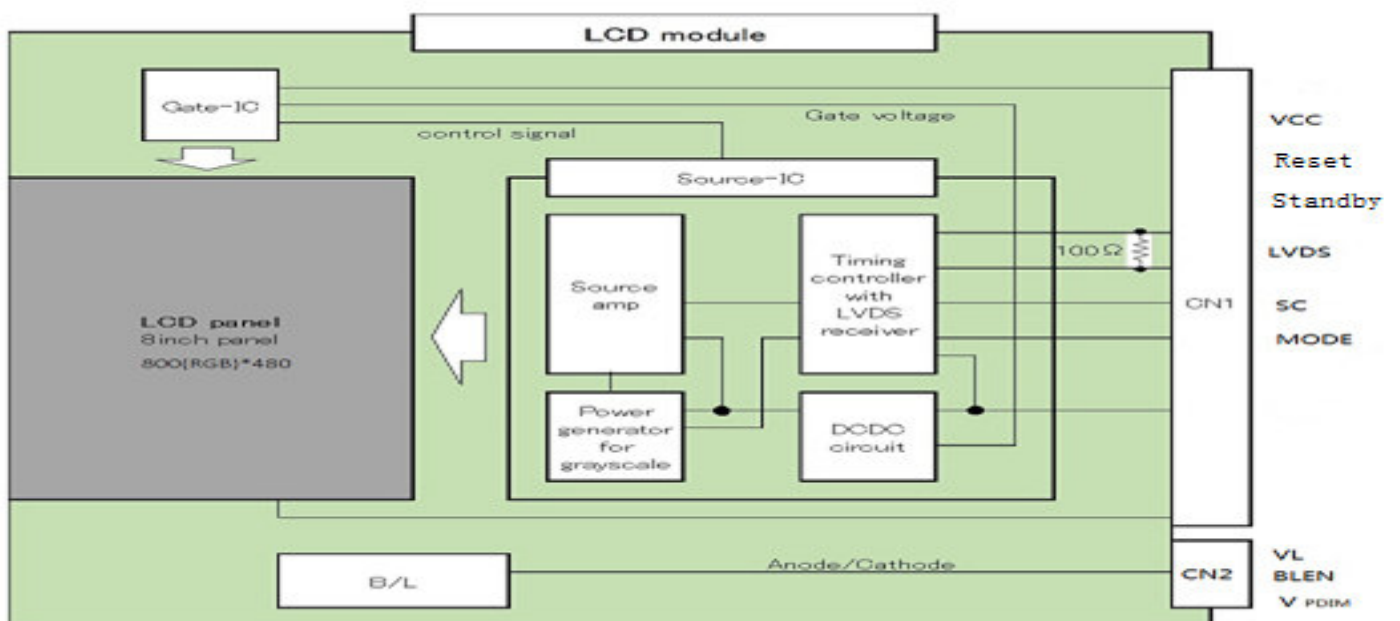 LCD module
Gate-IC
Gate voltage
control signal
Source-IC
Source
amp
Timing
controller
with
LVDS
receiver
100Ω
LCD panel
8inch panel
800(RGB)*480
Power
generator
for
grayscale
DCDC
circuit
CN1
VCC
Reset
Standby
LVDS
SC
MODE
B/L
Anode/Cathode
CN2
VL
BLEN
V PDIM